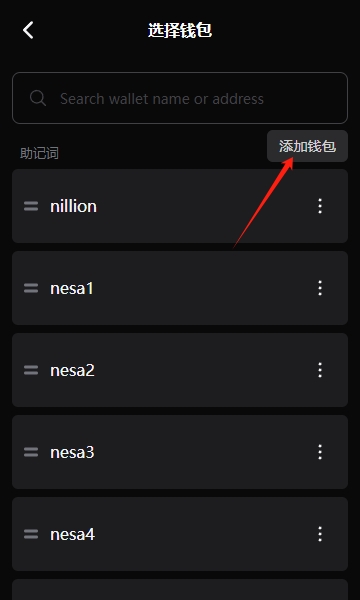 选择钱包
Search wallet name or address
助记词
添加钱包
nillion
nesa1
nesa2
nesa3
nesa4